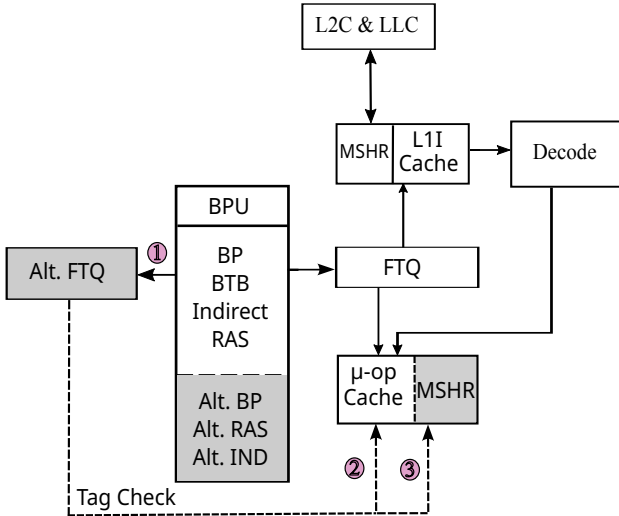 L2C & LLC
MSHR
L1I
Cache
Decode
BPU
①
Alt. FTQ
BP
BTB
Indirect
RAS
FTQ
µ-op
Cache
MSHR
Alt. BP
Alt. RAS
Alt. IND
②
③
Tag Check